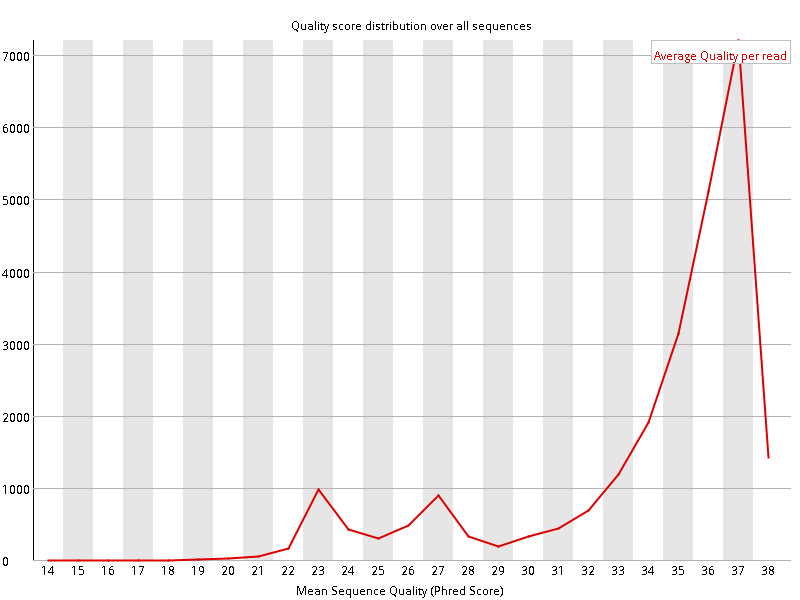 Quality score distribution over all sequences
Average Quality per read
7000
6000
5000
4000
3000
2000
1000
0
14 15 16 17 18 19 20 21 22 23 24 25 26 27 28 29 30 31 32 33 34 35 36 37 38
Mean Sequence Quality (Phred Score)